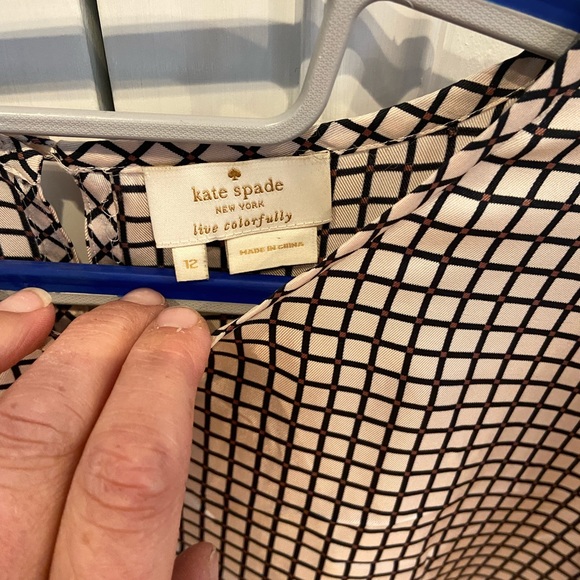 kate spade
NEW YORK
live colorfully
12
MADE IN CHINA